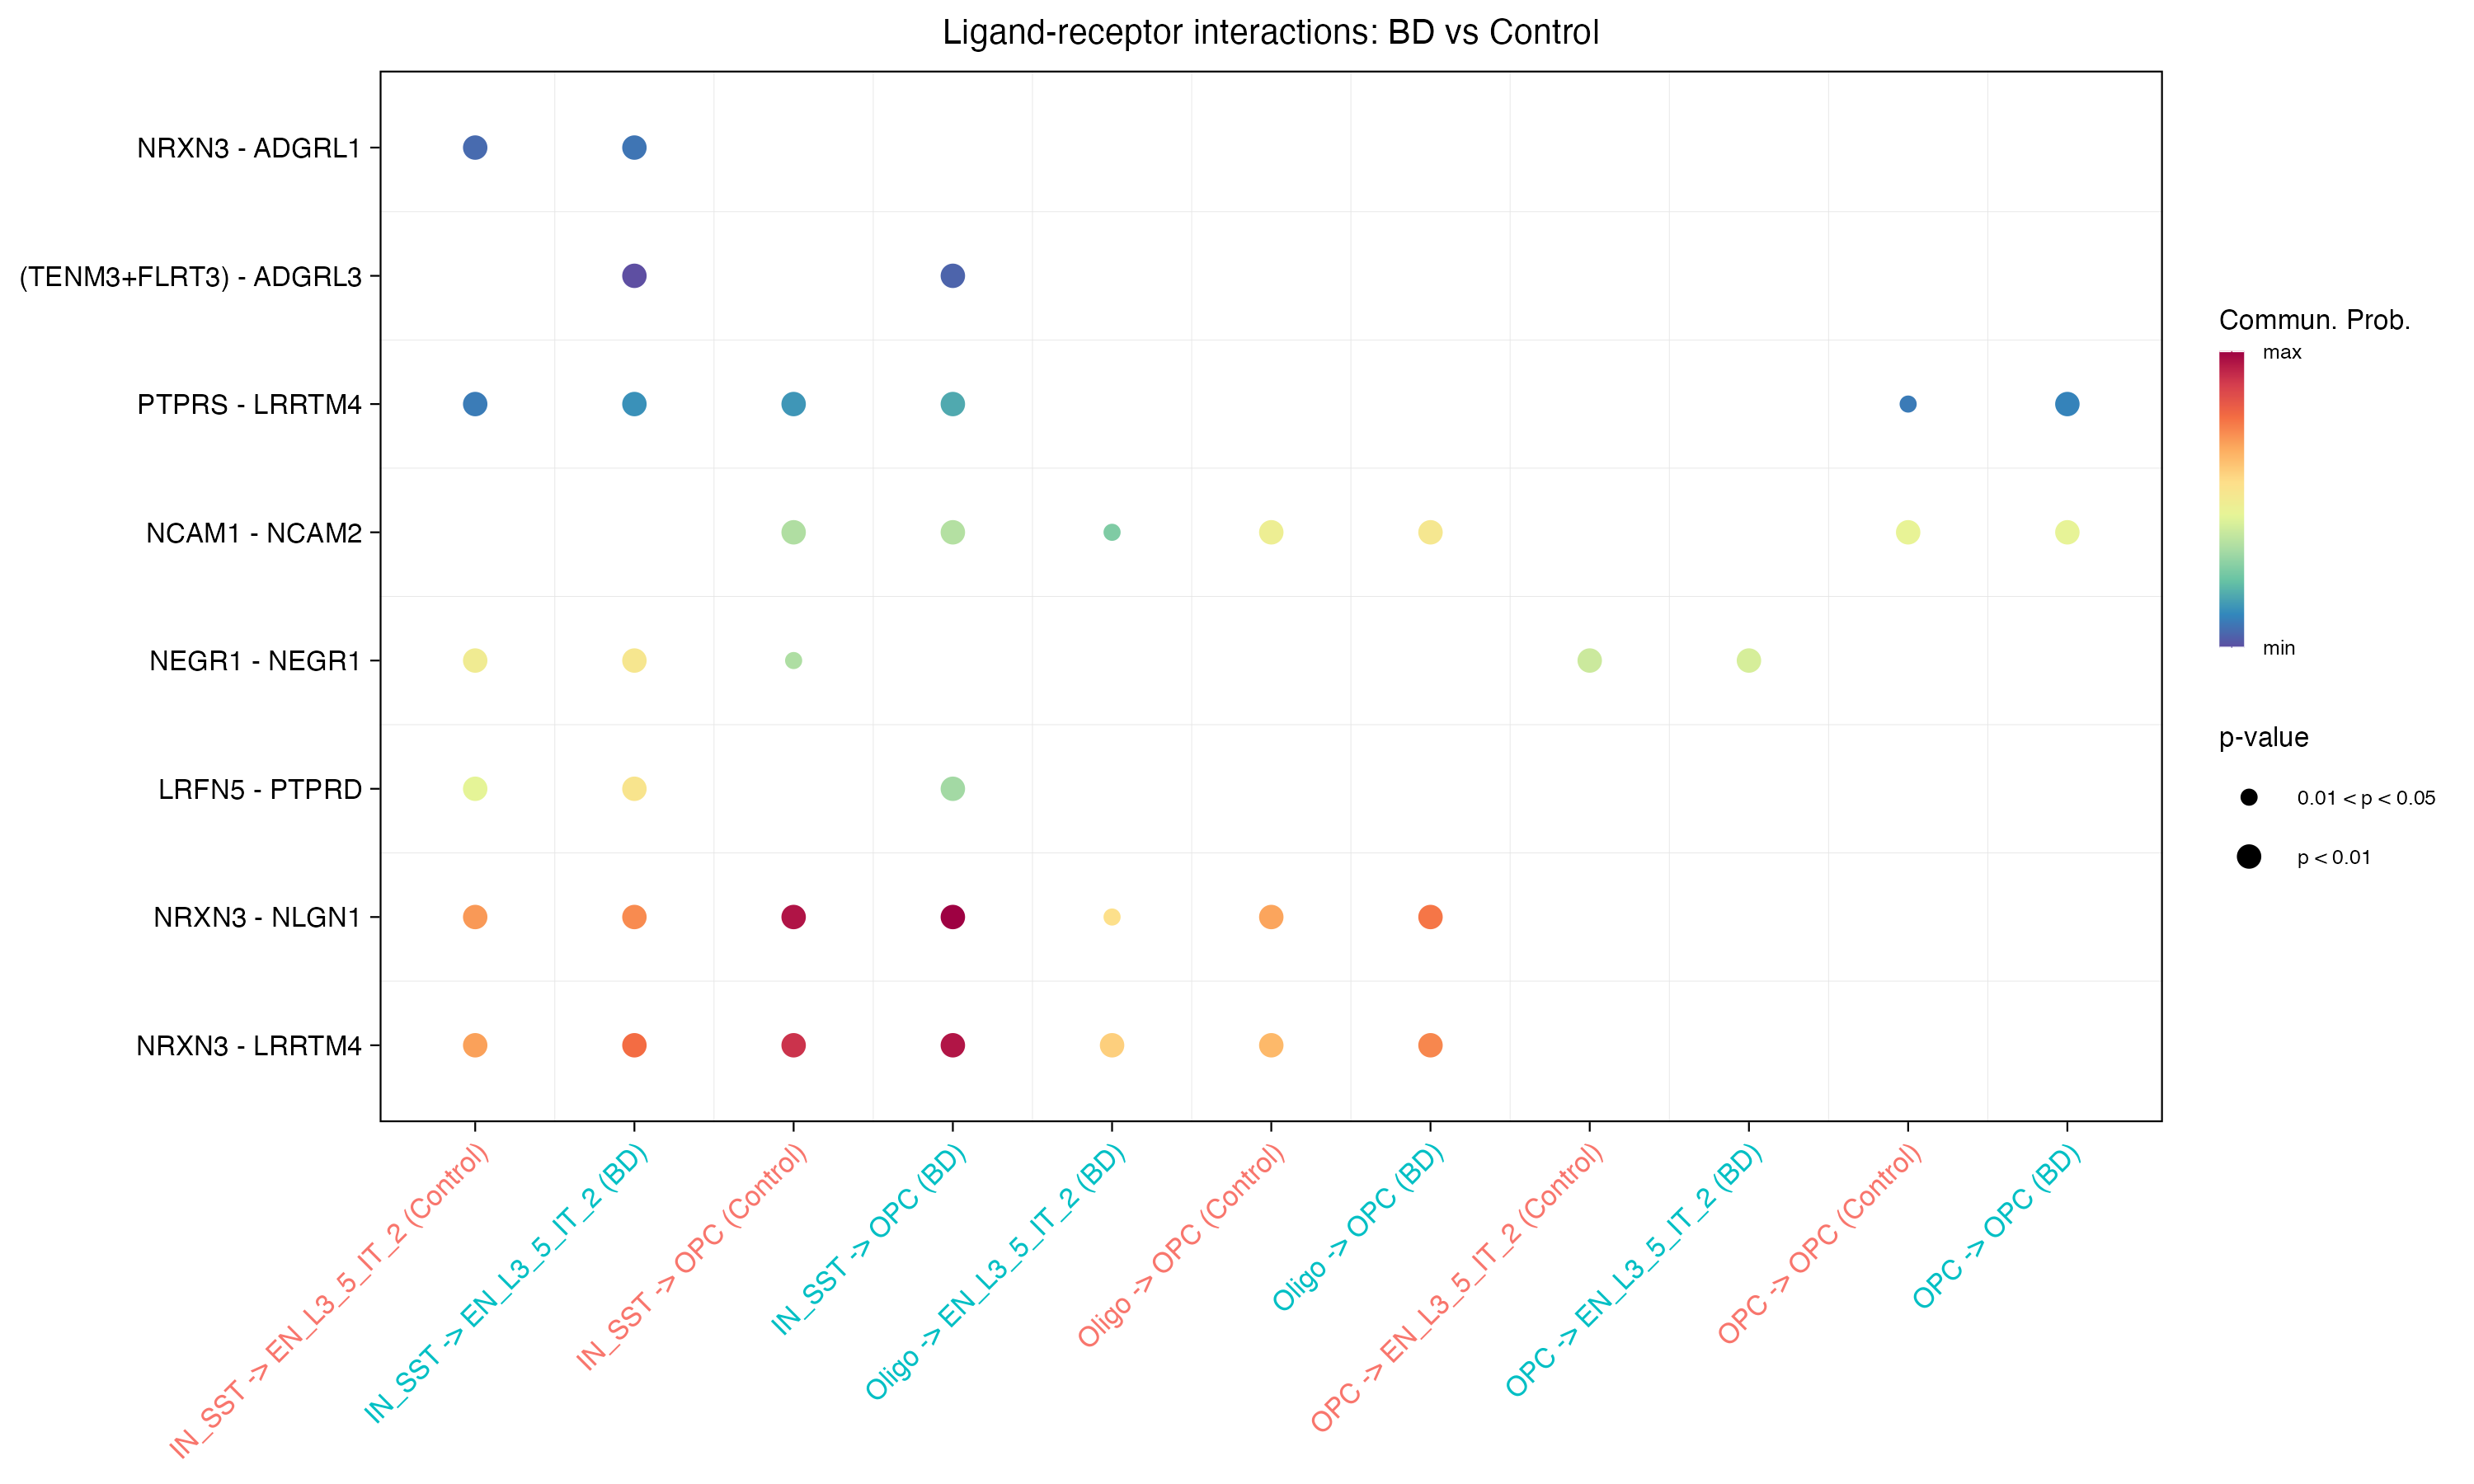 Ligand-receptor interactions: BD vs Control
NRXN3 - ADGRL1
(TENM3+FLRT3) - ADGRL3
PTPRS - LRRTM4
NCAM1 - NCAM2
NEGR1 - NEGR1
LRFN5 - PTPRD
NRXN3 - NLGN1
NRXN3 - LRRTM4
IN_SST -> EN_L3_5_IT_2 (Control)
IN_SST -> EN_L3_5_IT_2 (BD)
IN_SST -> OPC (Control)
IN_SST -> OPC (BD)
Oligo -> EN_L3_5_IT_2 (BD)
Oligo -> OPC (Control)
Oligo -> OPC (BD)
OPC -> EN_L3_5_IT_2 (Control)
OPC -> EN_L3_5_IT_2 (BD)
OPC -> OPC (Control)
OPC -> OPC (BD)
Commun. Prob.
max
min
p-value
0.01 < p < 0.05
p < 0.01